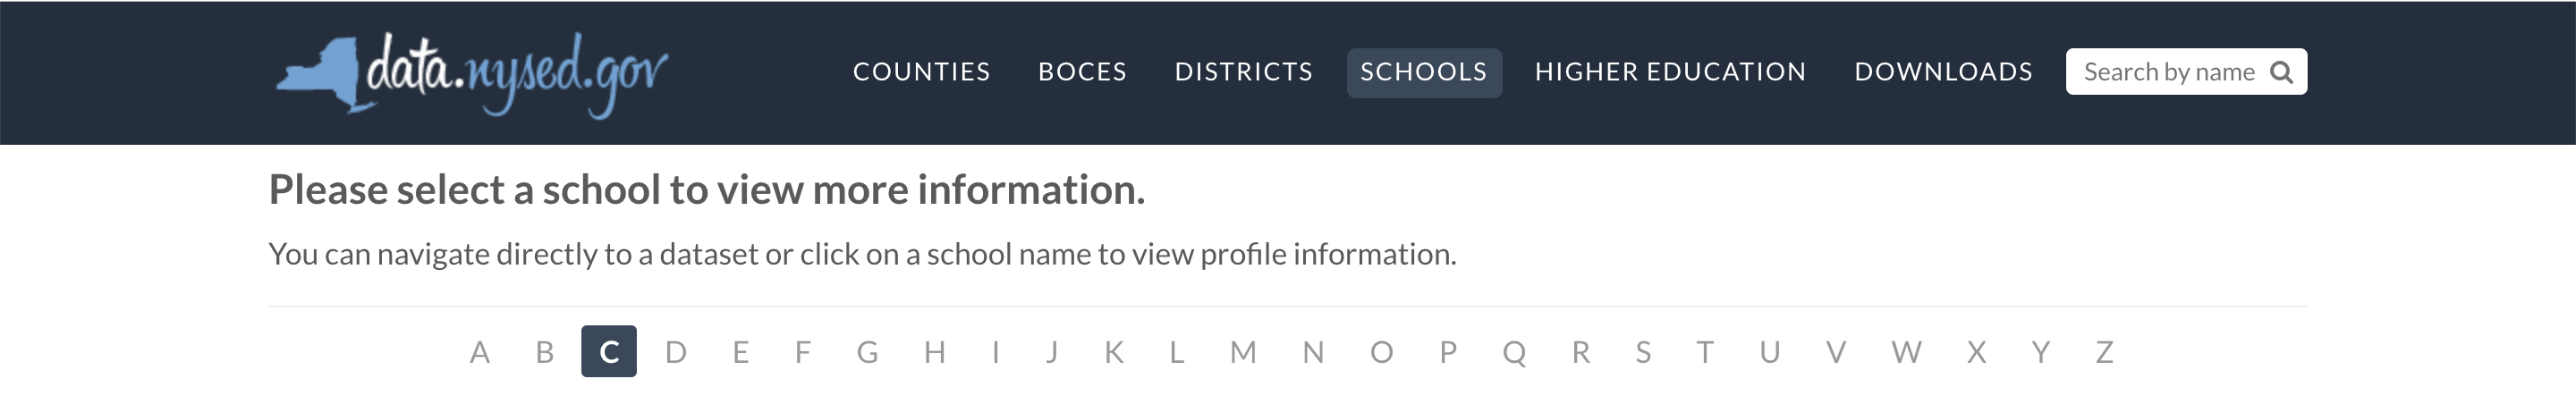 data.nysed.gov COUNTIES BOCES DISTRICTS SCHOOLS HIGHER EDUCATION DOWNLOADS Search by name
Please select a school to view more information.
You can navigate directly to a dataset or click on a school name to view profile information.
A B C D E F G H I J K L M N O P Q R S T U V W X Y Z